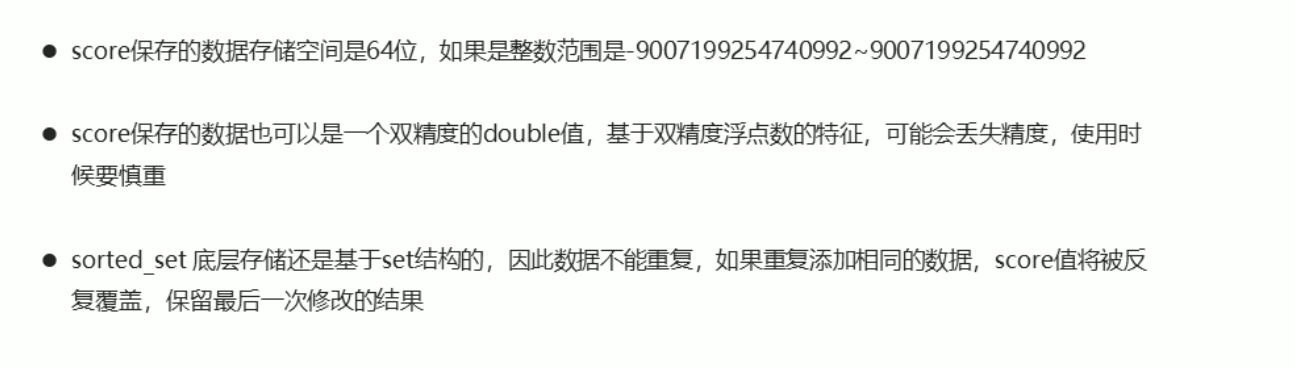 ● score保存的数据存储空间是64位，如果是整数范围是-9007199254740992~9007199254740992
● score保存的数据也可以是一个双精度的double值，基于双精度浮点数的特征，可能会丢失精度，使用时
候要慎重
● sorted_set 底层存储还是基于set结构的，因此数据不能重复，如果重复添加相同的数据，score值将被反
复覆盖，保留最后一次修改的结果